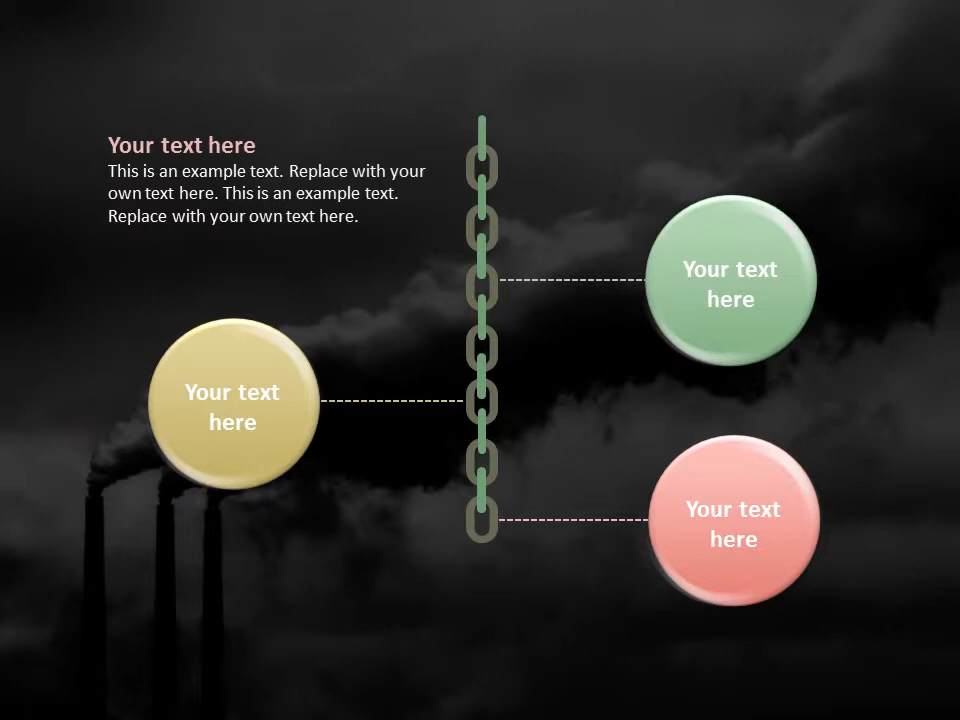 Your text here
This is an example text. Replace with your
own text here. This is an example text.
Replace with your own text here.
Your text
here
Your text
here
Your text
here